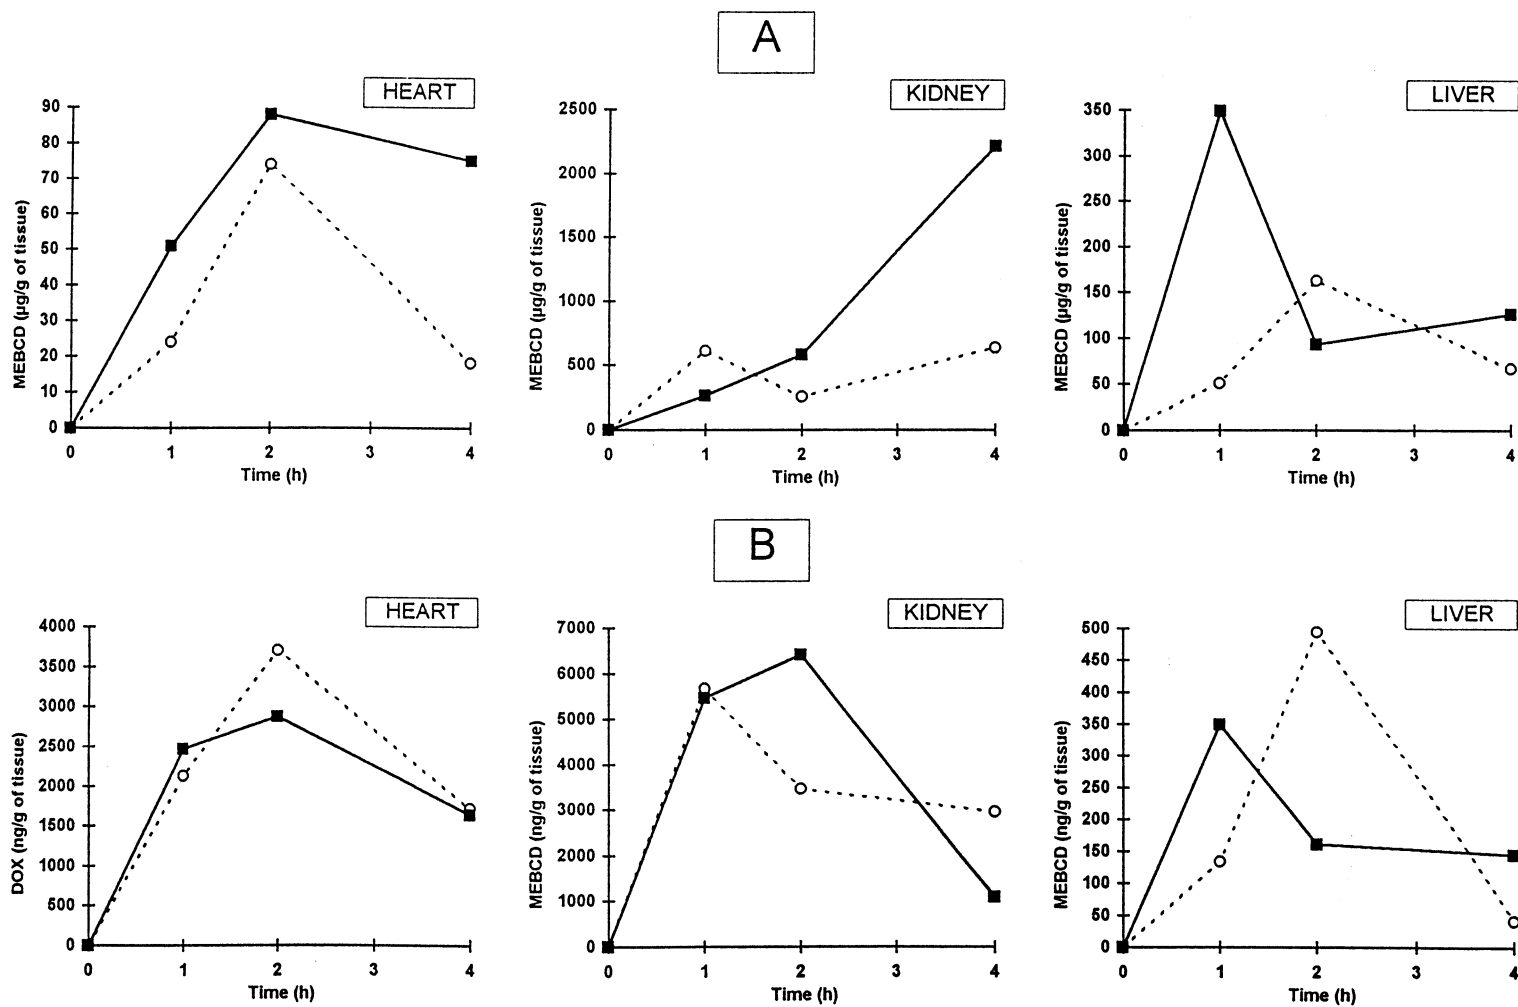 A
HEART
KIDNEY
LIVER
MEBCD (µg/g of tissue)
90
80
70
60
50
40
30
20
10
0
0 1 2 3 4
Time (h)
MEBCD (µg/g of tissue)
2500
2000
1500
1000
500
0
0 1 2 3 4
Time (h)
MEBCD (µg/g of tissue)
350
300
250
200
150
100
50
0
0 1 2 3 4
Time (h)
B
HEART
KIDNEY
LIVER
DOX (ng/g of tissue)
4000
3500
3000
2500
2000
1500
1000
500
0
0 1 2 3 4
Time (h)
MEBCD (ng/g of tissue)
7000
6000
5000
4000
3000
2000
1000
0
0 1 2 3 4
Time (h)
MEBCD (ng/g of tissue)
500
450
400
350
300
250
200
150
100
50
0
0 1 2 3 4
Time (h)